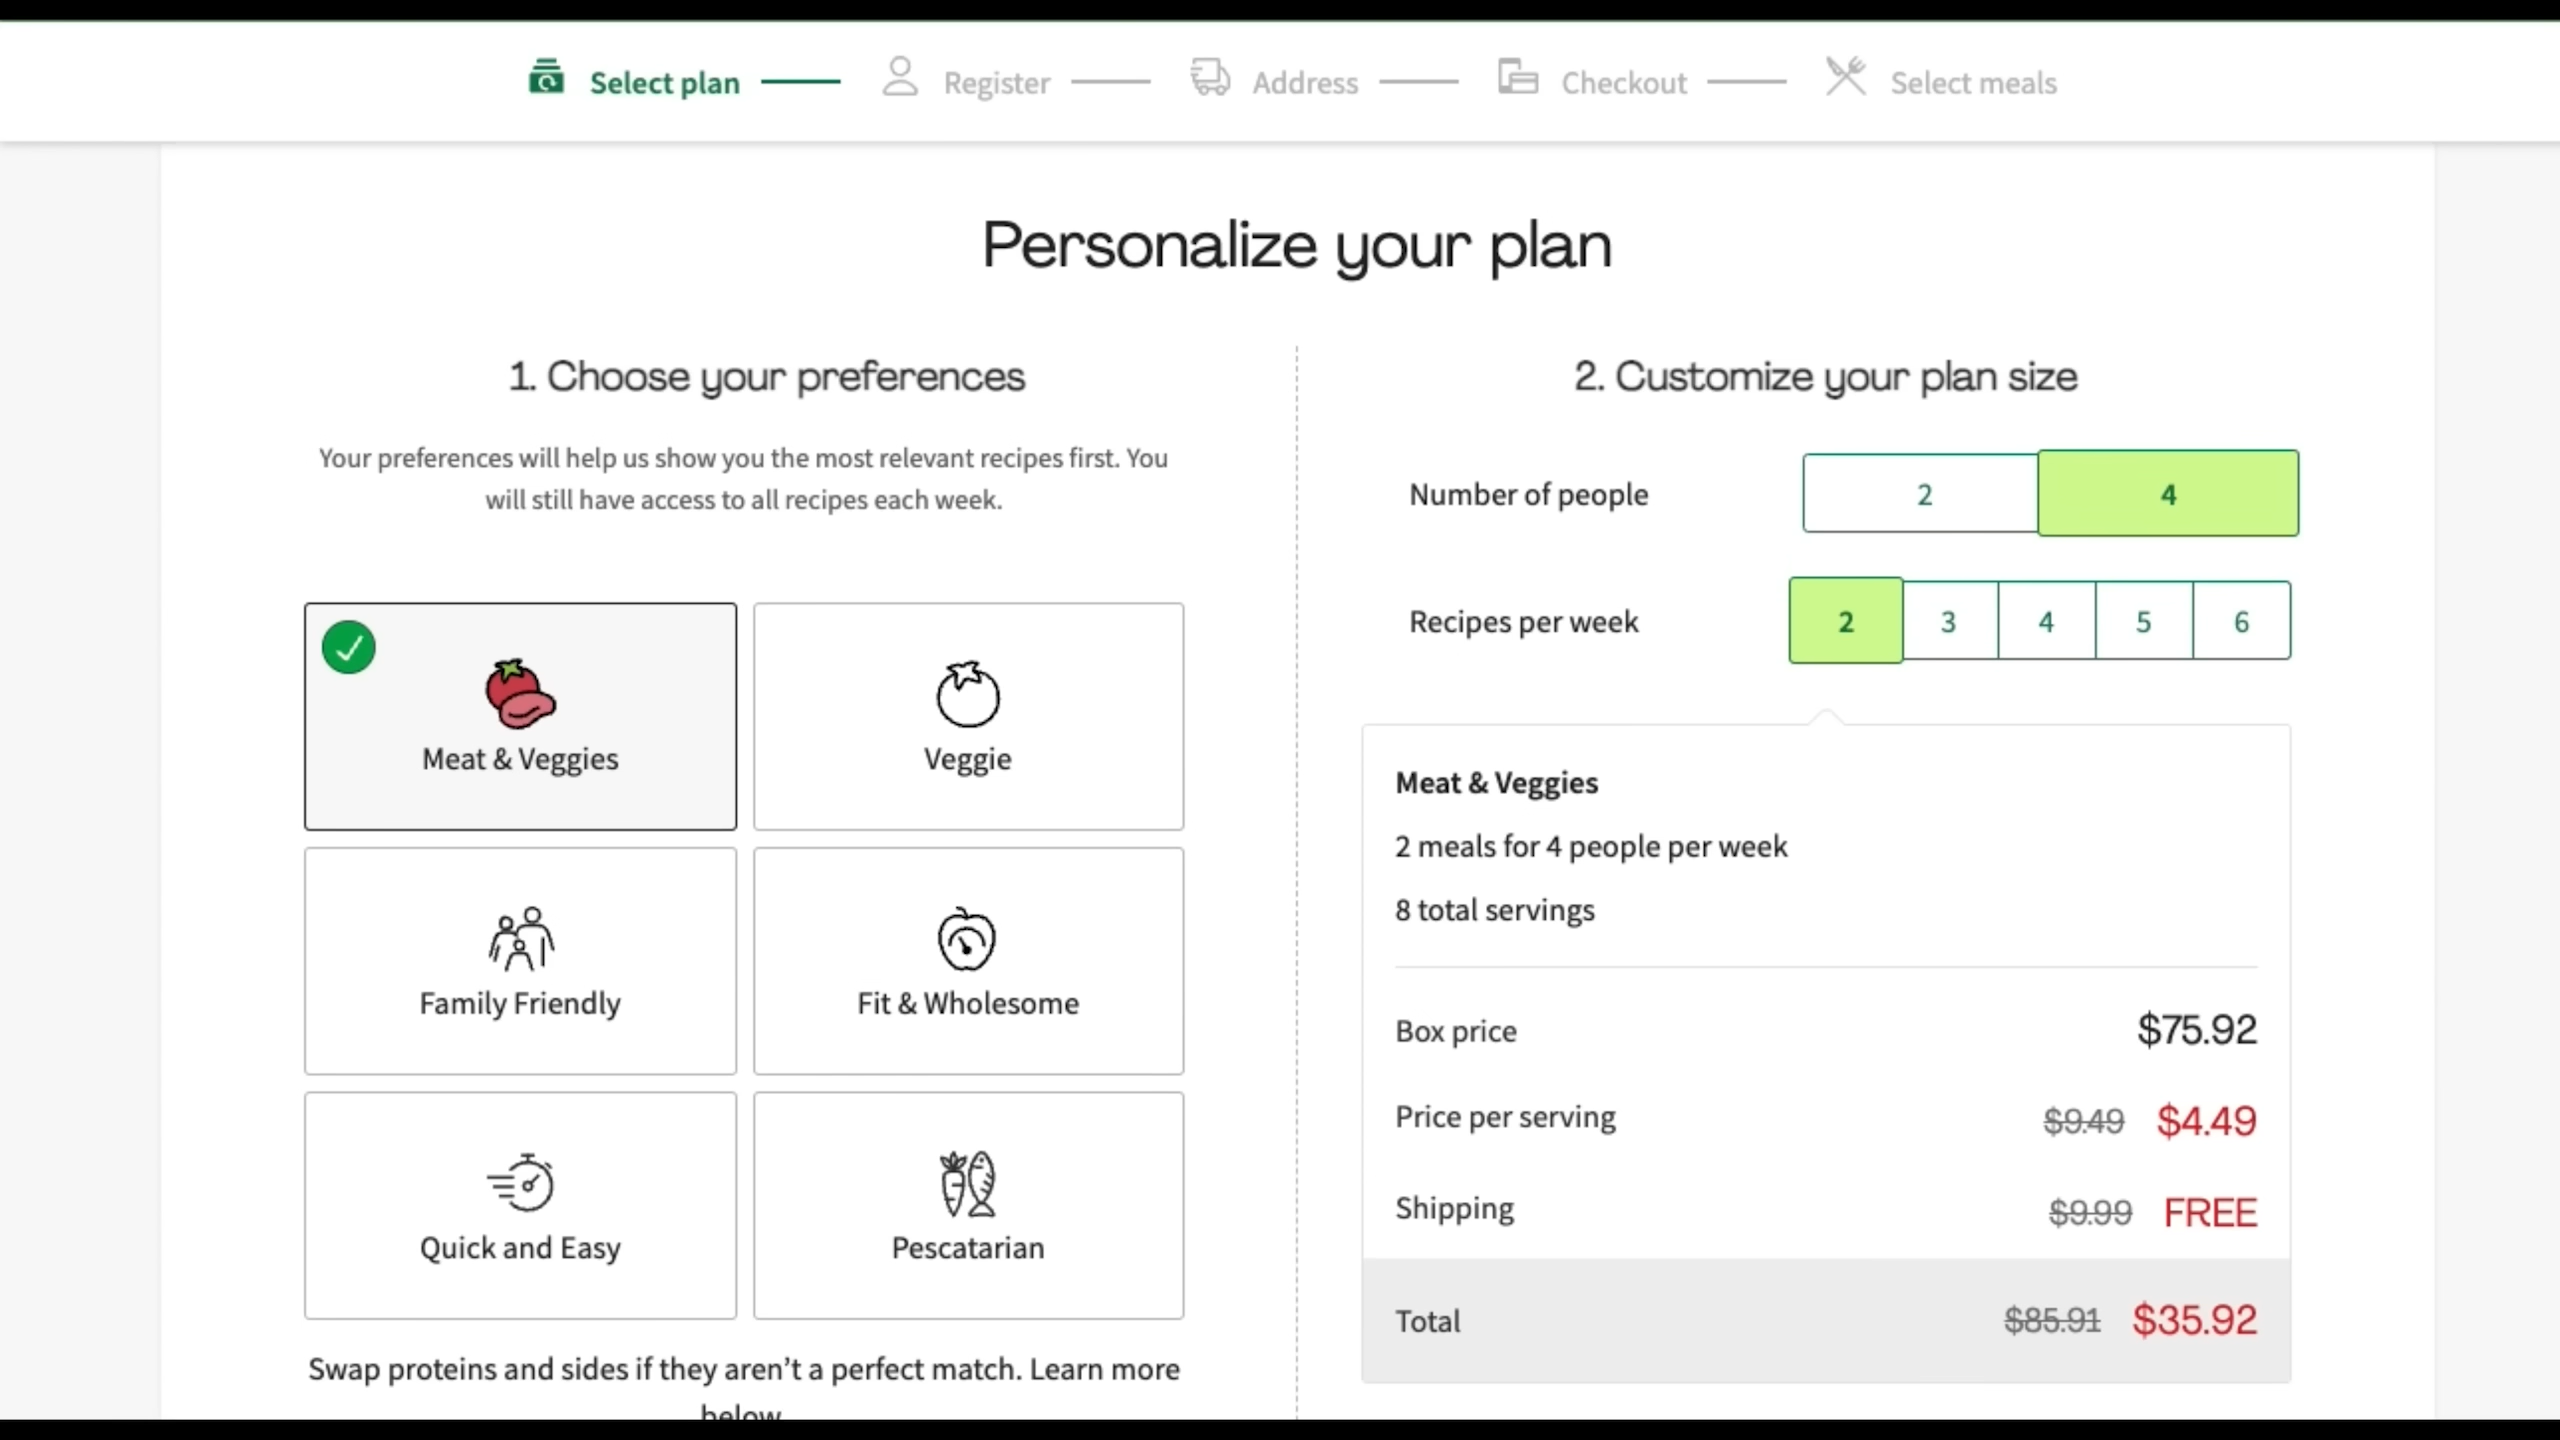 Select plan
Register
Address
Checkout
Select meals
Personalize your plan
1. Choose your preferences
Your preferences will help us show you the most relevant recipes first. You
will still have access to all recipes each week.
Meat & Veggies
Veggie
Family Friendly
Fit & Wholesome
Quick and Easy
Pescatarian
Swap proteins and sides if they aren’t a perfect match. Learn more
below
2. Customize your plan size
Number of people
2
4
Recipes per week
2
3
4
5
6
Meat & Veggies
2 meals for 4 people per week
8 total servings
Box price
$75.92
Price per serving
$9.49 $4.49
Shipping
$9.99 FREE
Total
$85.91 $35.92